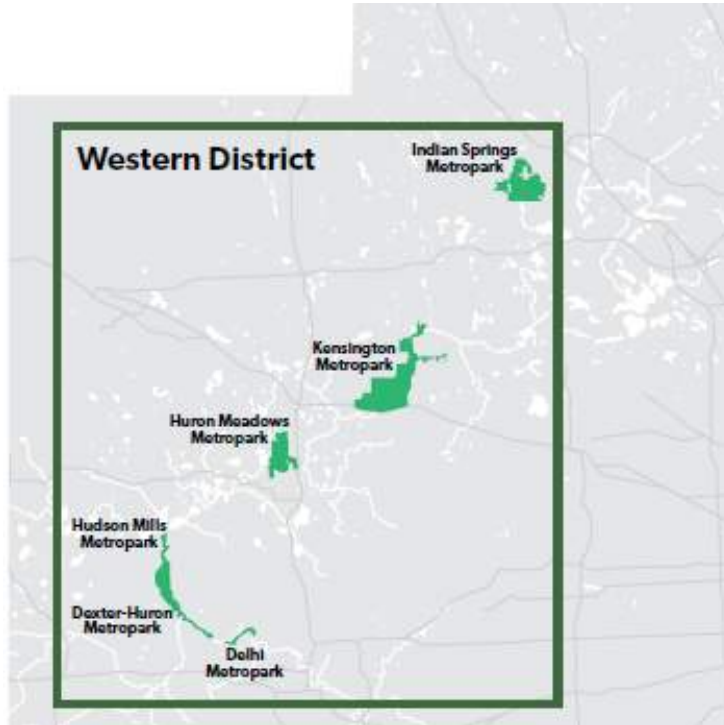 Western District
Indian Springs
Metropark
Kensington
Metropark
Huron Meadows
Metropark
Hudson Mills
Metropark
Dexter-Huron
Metropark
Delhi
Metropark